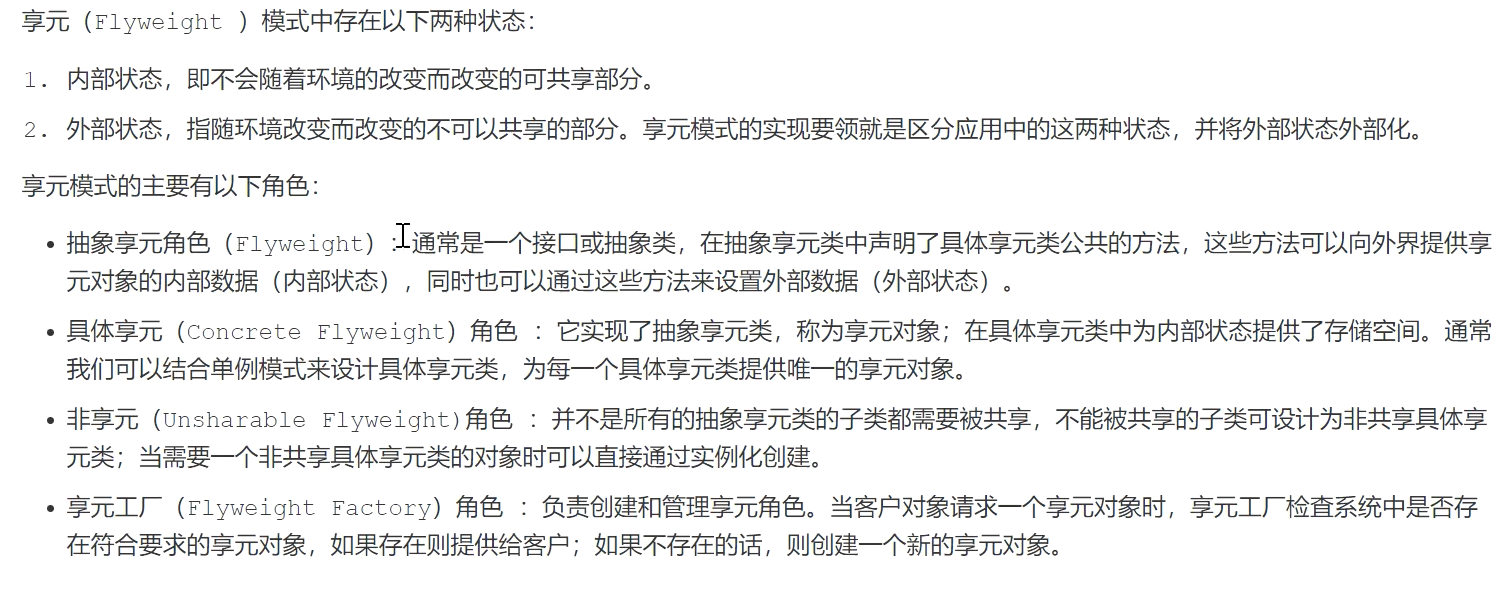 享元（Flyweight ）模式中存在以下两种状态：
1. 内部状态，即不会随着环境的改变而改变的可共享部分。
2. 外部状态，指随环境改变而改变的不可以共享的部分。享元模式的实现要领就是区分应用中的这两种状态，并将外部状态外部化。
享元模式的主要有以下角色：
• 抽象享元角色（Flyweight）：通常是一个接口或抽象类，在抽象享元类中声明了具体享元类公共的方法，这些方法可以向外界提供享
元对象的内部数据（内部状态），同时也可以通过这些方法来设置外部数据（外部状态）。
• 具体享元（Concrete Flyweight）角色 ：它实现了抽象享元类，称为享元对象；在具体享元类中为内部状态提供了存储空间。通常
我们可以结合单例模式来设计具体享元类，为每一个具体享元类提供唯一的享元对象。
• 非享元（Unsharable Flyweight)角色 ：并不是所有的抽象享元类的子类都需要被共享，不能被共享的子类可设计为非共享具体享
元类；当需要一个非共享具体享元类的对象时可以直接通过实例化创建。
• 享元工厂（Flyweight Factory）角色 ：负责创建和管理享元角色。当客户对象请求一个享元对象时，享元工厂检査系统中是否存
在符合要求的享元对象，如果存在则提供给客户；如果不存在的话，则创建一个新的享元对象。